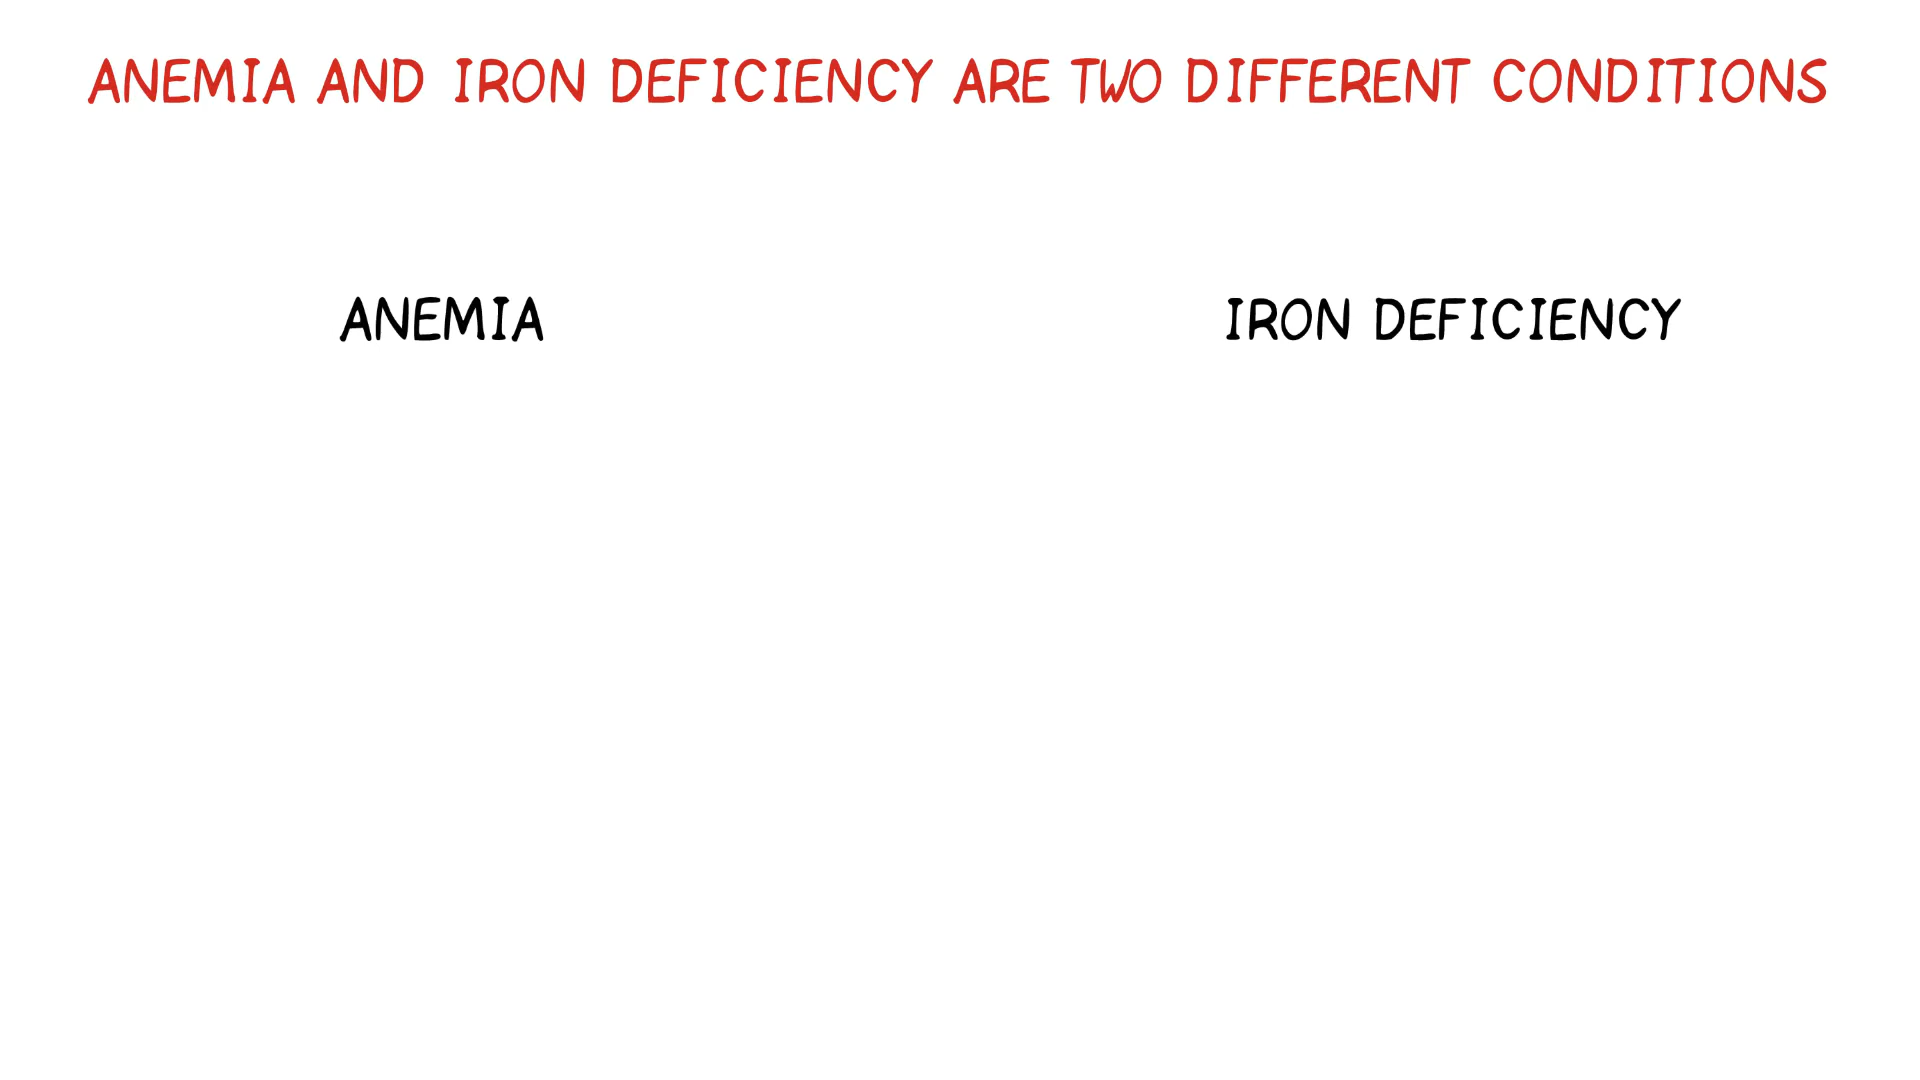 ANEMIA AND IRON DEFICIENCY ARE TWO DIFFERENT CONDITIONS
ANEMIA
IRON DEFICIENCY